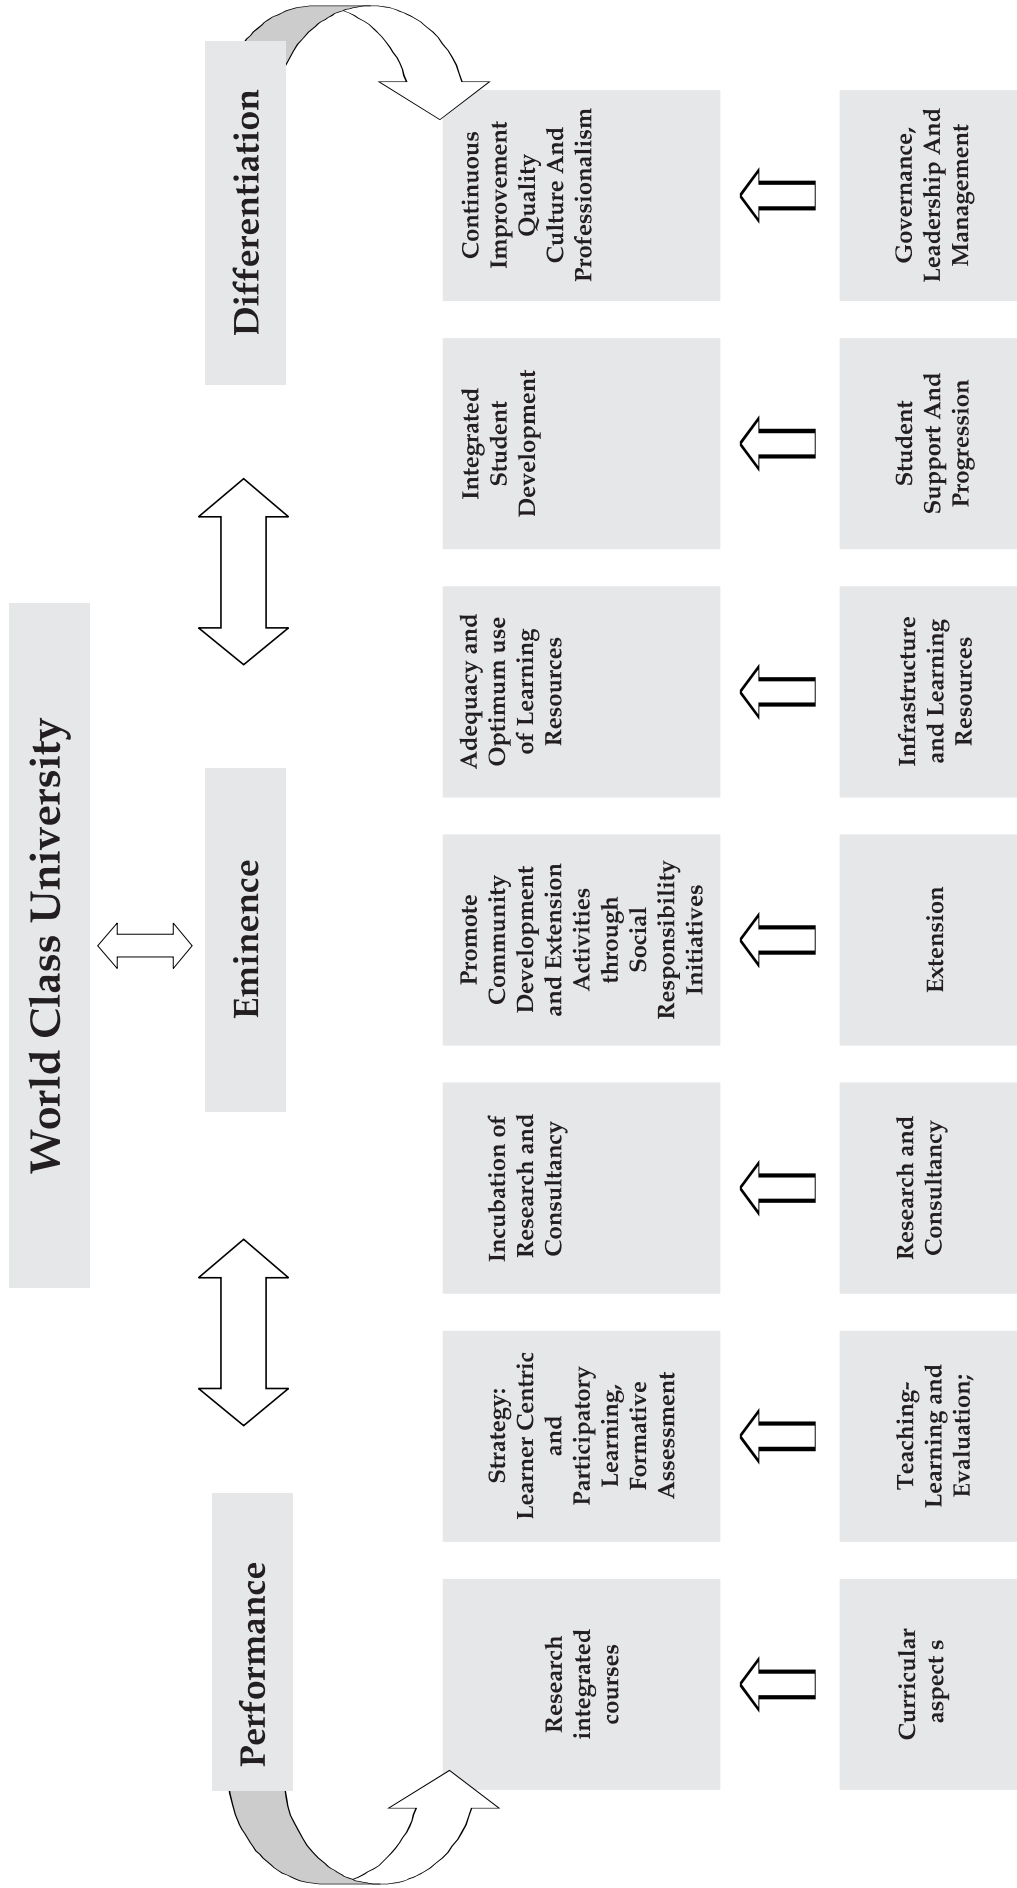 World Class University
Performance
Eminence
Differentiation
Research
integrated
courses
Strategy:
Learner Centric
and
Participatory
Learning,
Formative
Assessment
Incubation of
Research and
Consultancy
Promote
Community
Development
and Extension
Activities
through
Social
Responsibility
Initiatives
Adequacy and
Optimum use
of Learning
Resources
Integrated
Student
Development
Continuous
Improvement
Quality
Culture And
Professionalism
Curricular
aspect s
Teaching-
Learning and
Evaluation;
Research and
Consultancy
Extension
Infrastructure
and Learning
Resources
Student
Support And
Progression
Governance,
Leadership And
Management